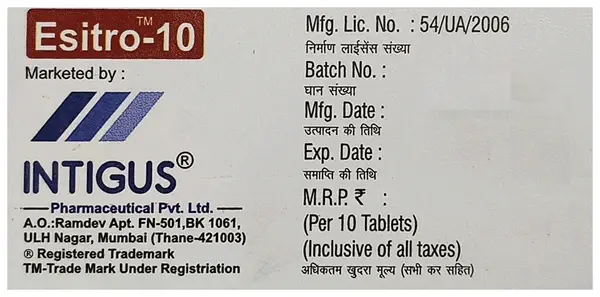 Esitro-10™
Marketed by :
INTIGUS®
Pharmaceutical Pvt. Ltd.
A.O.:Ramdev Apt. FN-501,BK 1061,
ULH Nagar, Mumbai (Thane-421003)
® Registered Trademark
TM-Trade Mark Under Registriation
Mfg. Lic. No. : 54/UA/2006
निर्माण लाईसेंस संख्या
Batch No. :
घान संख्या
Mfg. Date :
उत्पादन की तिथि
Exp. Date :
समाप्ति की तिथि
M.R.P. ₹ :
(Per 10 Tablets)
(Inclusive of all taxes)
अधिकतम खुदरा मूल्य (सभी कर सहित)